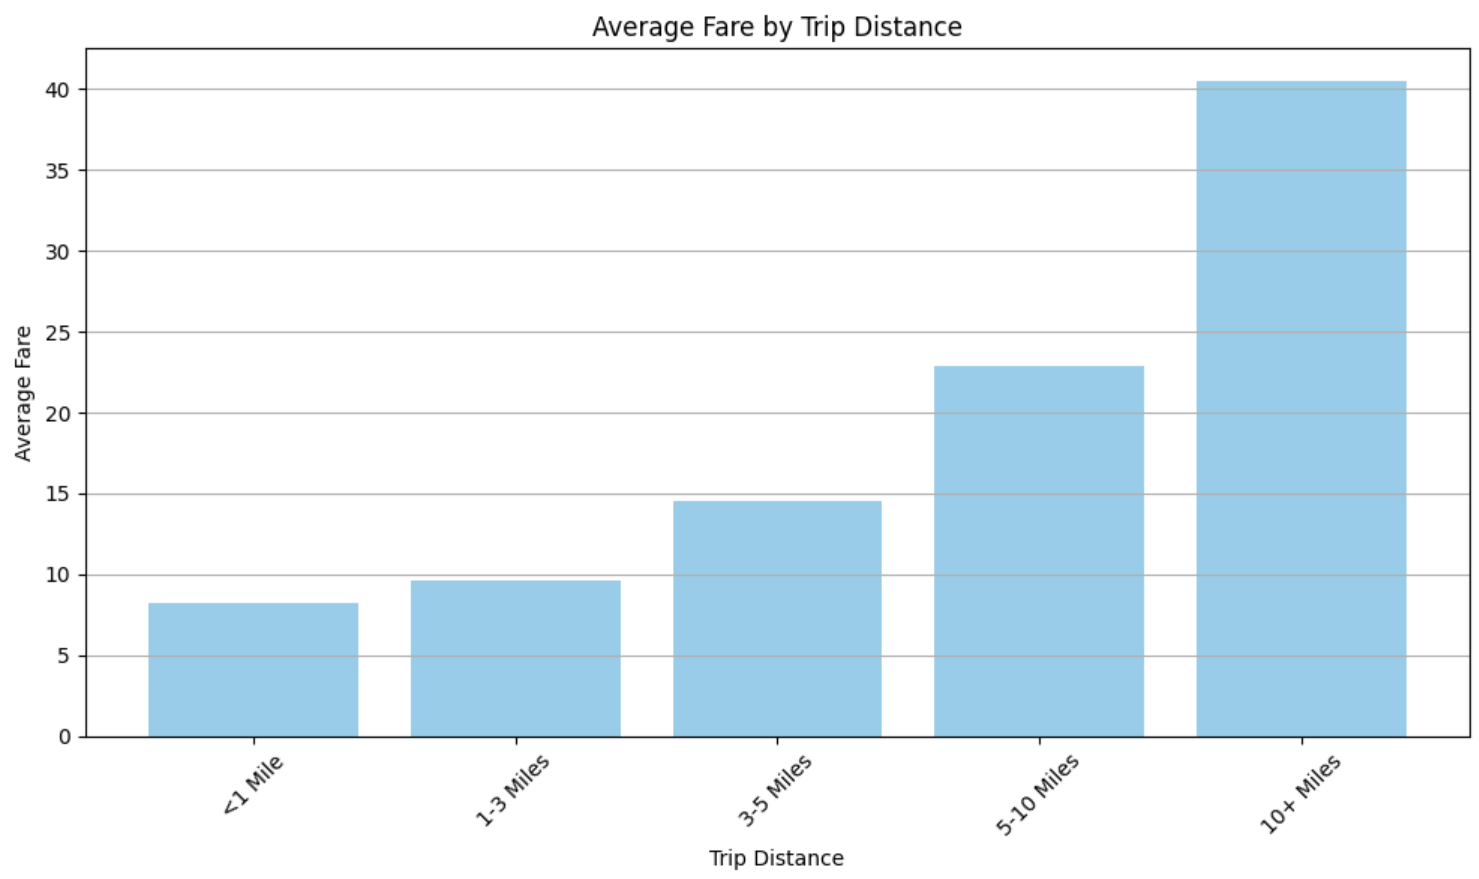 Average Fare by Trip Distance
Average Fare
40
35
30
25
20
15
10
5
0
<1 Mile
1-3 Miles
3-5 Miles
5-10 Miles
10+ Miles
Trip Distance